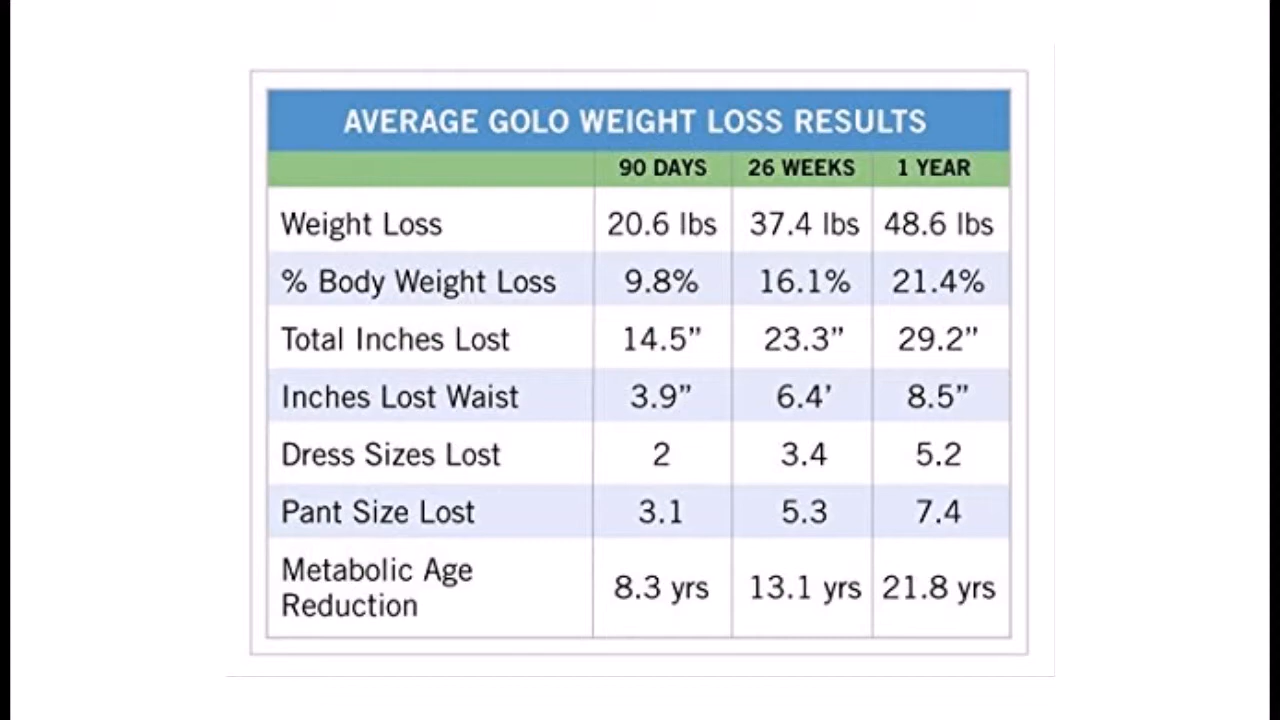 AVERAGE GOLO WEIGHT LOSS RESULTS
90 DAYS 26 WEEKS 1 YEAR
Weight Loss 20.6 lbs 37.4 lbs 48.6 lbs
% Body Weight Loss 9.8% 16.1% 21.4%
Total Inches Lost 14.5” 23.3” 29.2”
Inches Lost Waist 3.9” 6.4’ 8.5”
Dress Sizes Lost 2 3.4 5.2
Pant Size Lost 3.1 5.3 7.4
Metabolic Age
Reduction 8.3 yrs 13.1 yrs 21.8 yrs